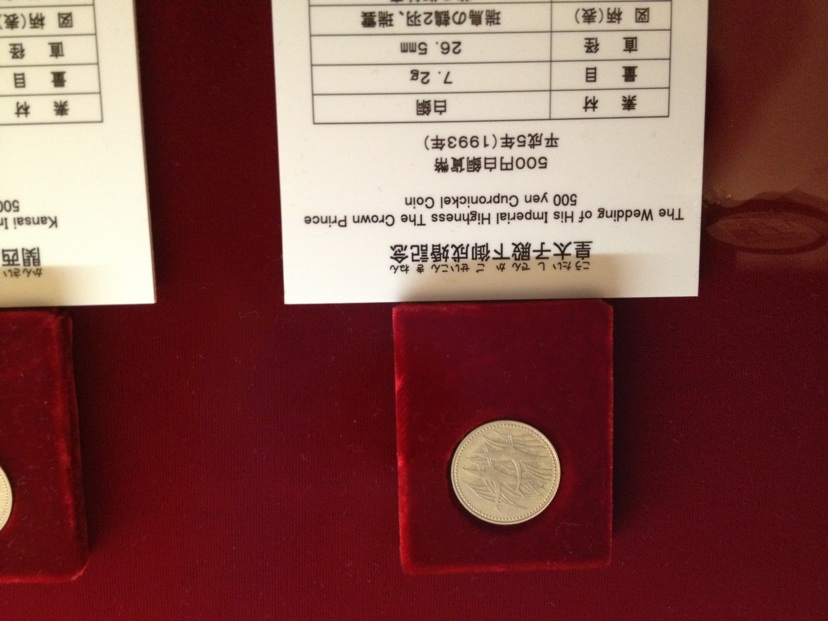 こうたいしでんか ご せいこん き ねん
皇太子殿下御成婚記念
The Wedding of His Imperial Highness The Crown Prince
500 yen Cupronickel Coin
500円白銅貨幣
平成5年(1993年)
素 材 白銅
量 目 7.2g
直 径 26.5mm
図 柄(表) 瑞鳥の鶴2羽、瑞雲
かんさい
関西
Kansai In
500
素 材
量 目
直 径
図 柄(表)